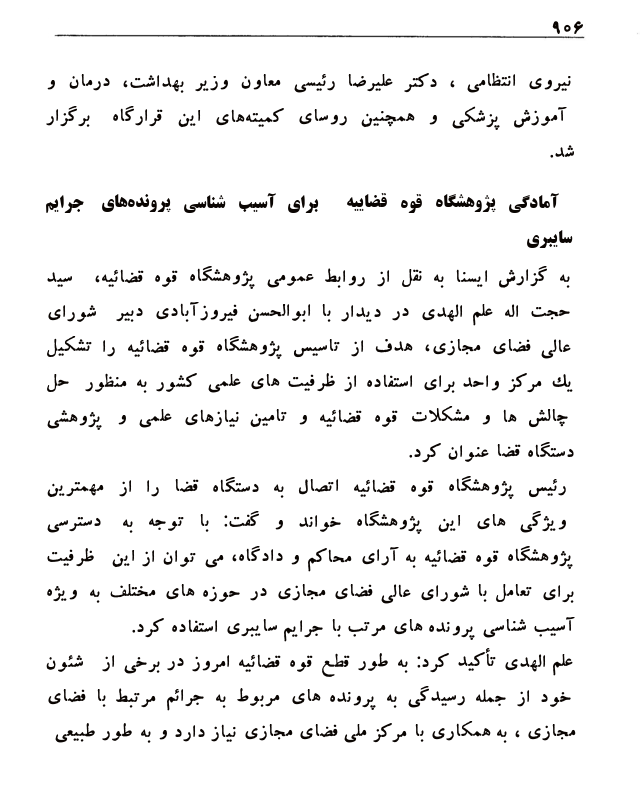 ۹۰۶
نیروی انتظامی ، دکتر علیرضا رئیسی معاون وزیر بهداشت، درمان و
آموزش پزشکی و همچنین روسای کمیته‌های این قرارگاه برگزار
شد.
آمادگی پژوهشگاه قوه قضاییه برای آسیب شناسی پرونده‌های جرایم
سایبری
به گزارش ایسنا به نقل از روابط عمومی پژوهشگاه قوه قضائیه، سید
حجت اله علم الهدی در دیدار با ابوالحسن فیروزآبادی دبیر شورای
عالی فضای مجازی، هدف از تاسیس پژوهشگاه قوه قضائیه را تشکیل
یك مرکز واحد برای استفاده از ظرفیت های علمی کشور به منظور حل
چالش ها و مشکلات قوه قضائیه و تامین نیازهای علمی و پژوهشی
دستگاه قضا عنوان کرد.
رئیس پژوهشگاه قوه قضائیه اتصال به دستگاه قضا را از مهمترین
ویژگی های این پژوهشگاه خواند و گفت: با توجه به دسترسی
پژوهشگاه قوه قضائیه به آرای محاکم و دادگاه، می توان از این ظرفیت
برای تعامل با شورای عالی فضای مجازی در حوزه های مختلف به ویژه
آسیب شناسی پرونده های مرتب با جرایم سایبری استفاده کرد.
علم الهدی تأکید کرد: به طور قطع قوه قضائیه امروز در برخی از شئون
خود از جمله رسیدگی به پرونده های مربوط به جرائم مرتبط با فضای
مجازی ، به همکاری با مرکز ملی فضای مجازی نیاز دارد و به طور طبیعی